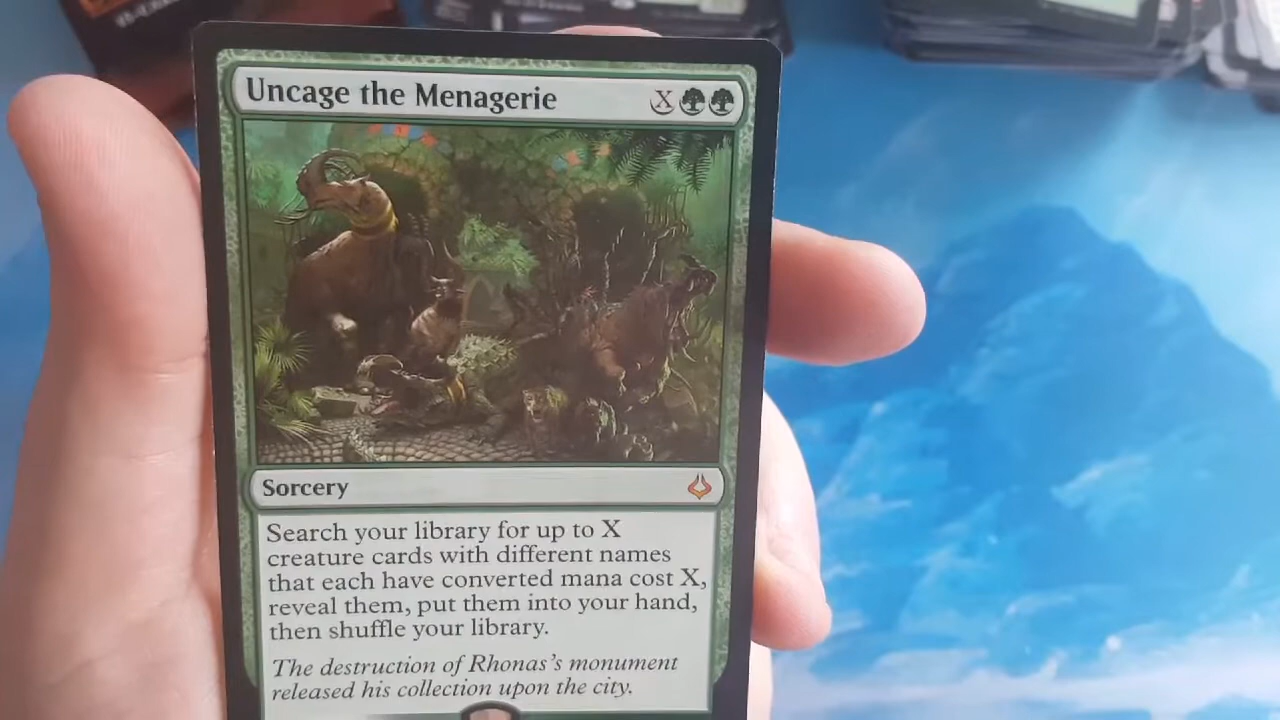 Uncage the Menagerie X
Sorcery
Search your library for up to X
creature cards with different names
that each have converted mana cost X,
reveal them, put them into your hand,
then shuffle your library.
The destruction of Rhonas's monument
released his collection upon the city.